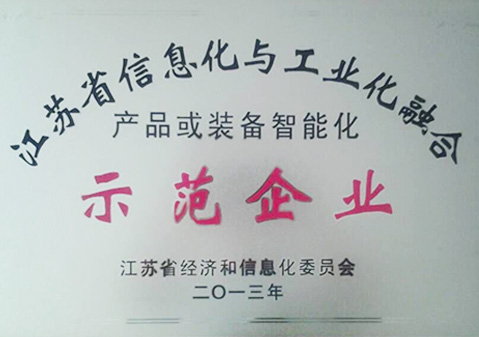 江苏省信息化与工业化融合
产品或装备智能化
示范企业
江苏省经济和信息化委员会
二〇一三年